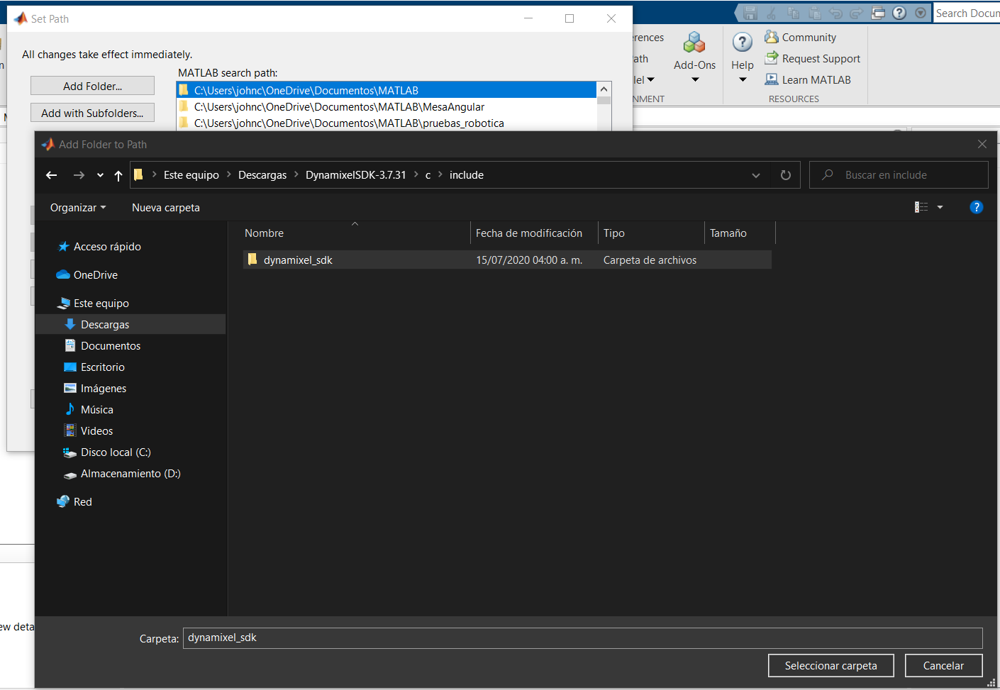 Set Path
Search Docum
All changes take effect immediately.
MATLAB search path:
Add Folder...
Add with Subfolders...
C:\Users\johnc\OneDrive\Documentos\MATLAB
C:\Users\johnc\OneDrive\Documentos\MATLAB\MesaAngular
C:\Users\johnc\OneDrive\Documentos\MATLAB\pruebas_robotica
erences
ath
lel
NMENT
Add-Ons
Help
Community
Request Support
Learn MATLAB
RESOURCES
Add Folder to Path
Este equipo
Descargas
DynamixelSDK-3.7.31
c
include
Buscar en include
Organizar
Nueva carpeta
Nombre
Fecha de modificación
Tipo
Tamaño
dynamixel_sdk
15/07/2020 04:00 a. m.
Carpeta de archivos
Acceso rápido
OneDrive
Este equipo
Descargas
Documentos
Escritorio
Imágenes
Música
Videos
Disco local (C:)
Almacenamiento (D:)
Red
ew deta
Carpeta:
dynamixel_sdk
Seleccionar carpeta
Cancelar